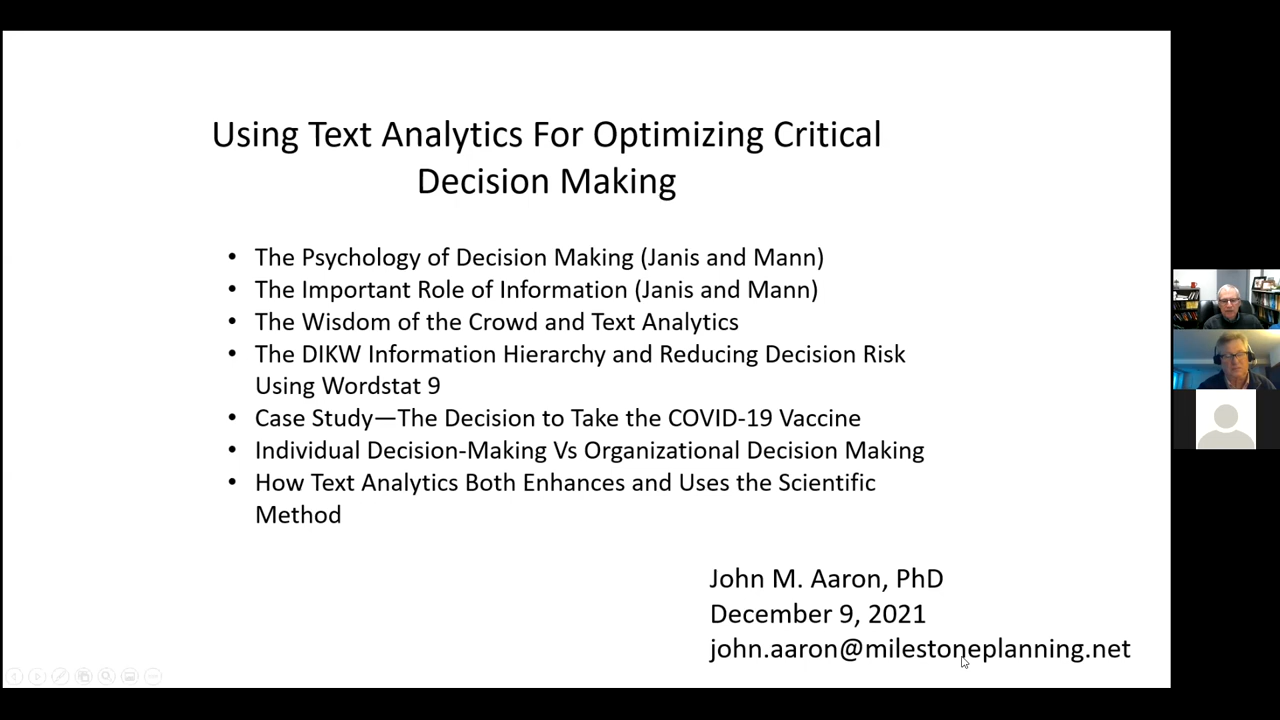 Using Text Analytics For Optimizing Critical
Decision Making
• The Psychology of Decision Making (Janis and Mann)
• The Important Role of Information (Janis and Mann)
• The Wisdom of the Crowd and Text Analytics
• The DIKW Information Hierarchy and Reducing Decision Risk
Using Wordstat 9
• Case Study—The Decision to Take the COVID-19 Vaccine
• Individual Decision-Making Vs Organizational Decision Making
• How Text Analytics Both Enhances and Uses the Scientific
Method
John M. Aaron, PhD
December 9, 2021
john.aaron@milestoneplanning.net